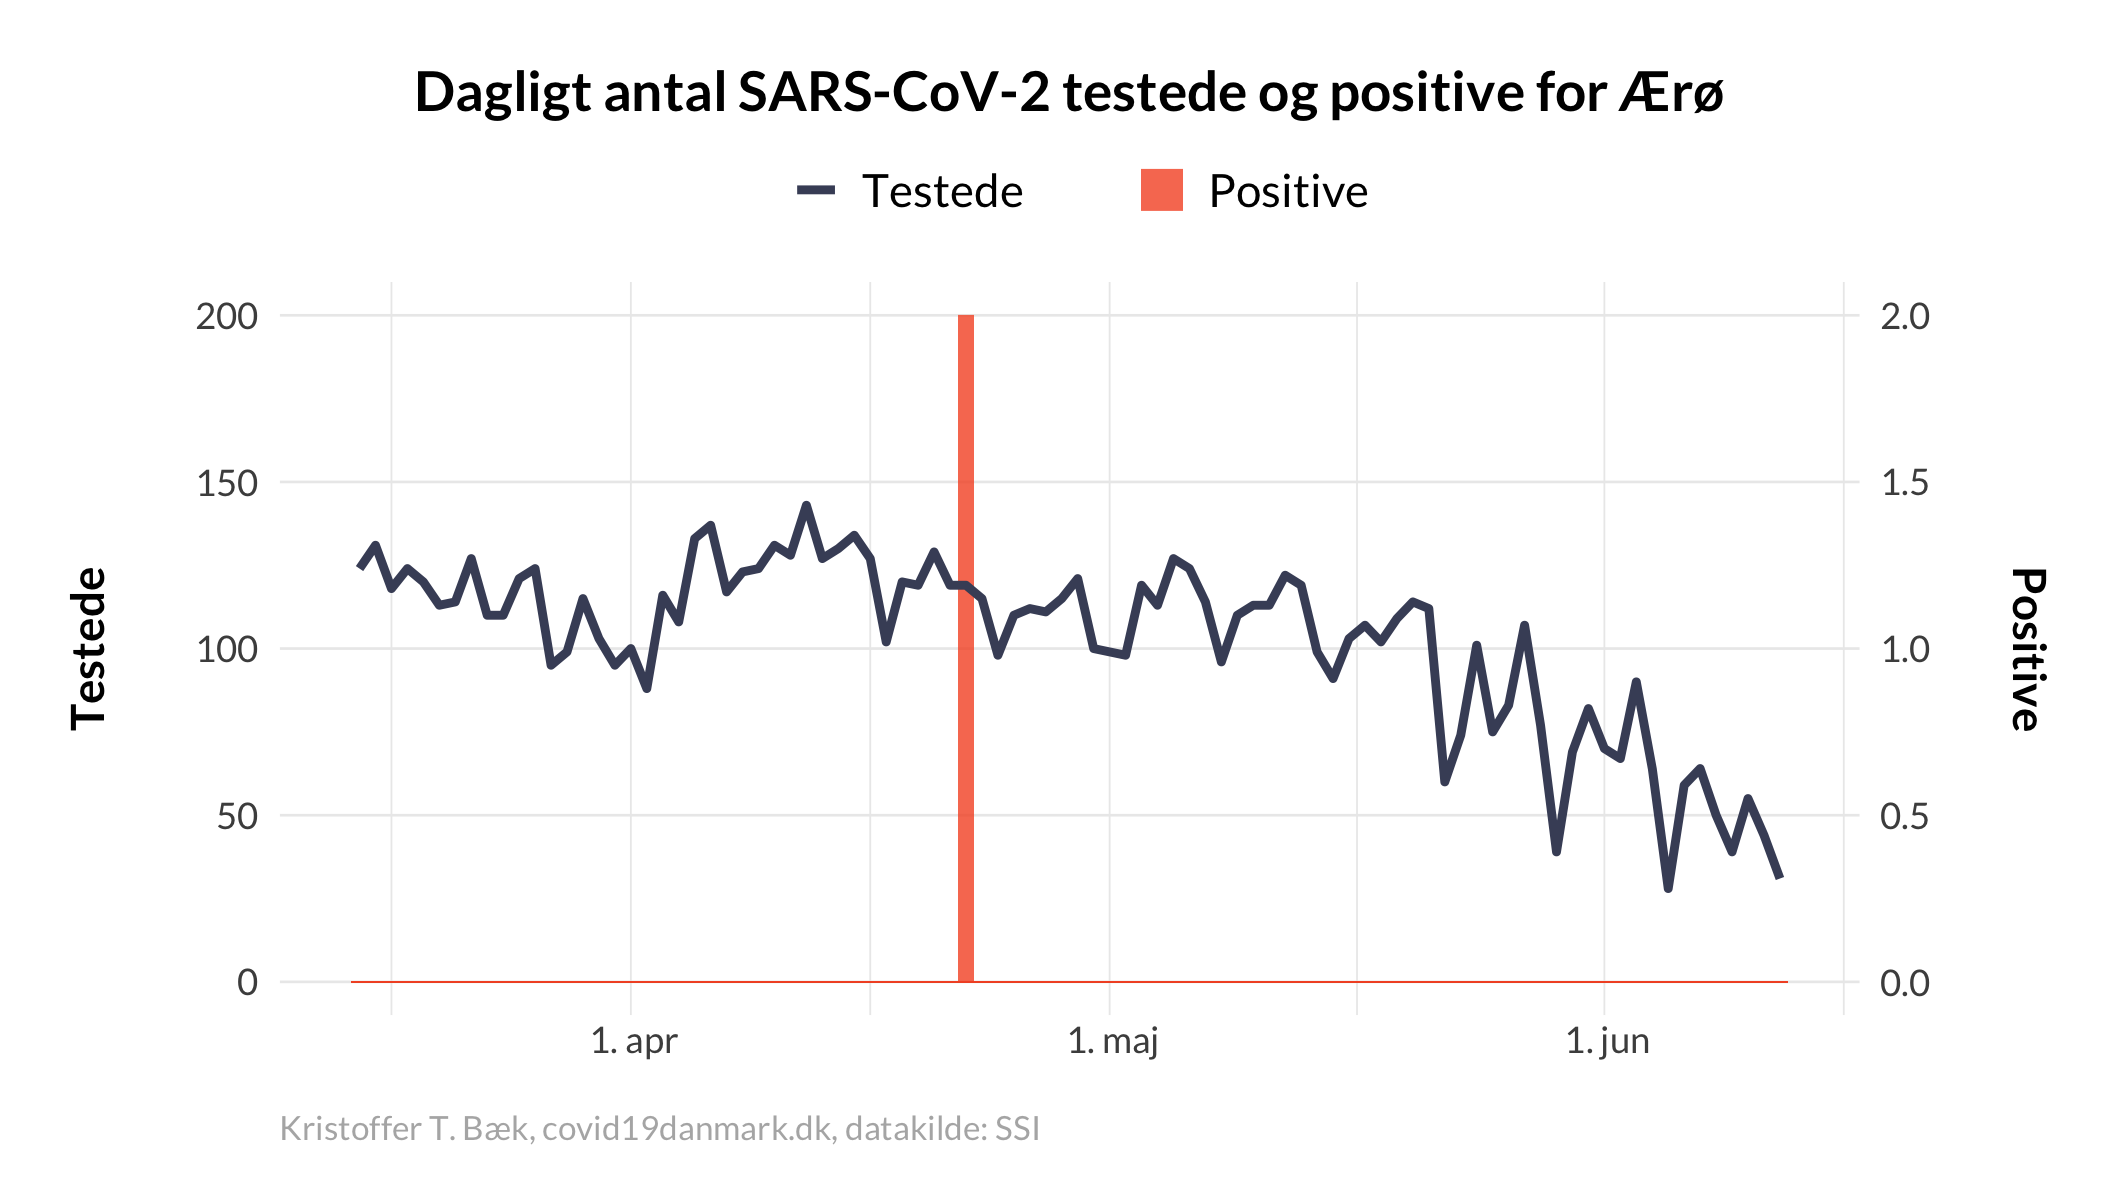 Dagligt antal SARS-CoV-2 testede og positive for Ærø
Testede Positive
200 2.0
150 1.5
100 1.0
50 0.5
0 0.0
Testede
Positive
1. apr 1. maj 1. jun
Kristoffer T. Bæk, covid19danmark.dk, datakilde: SSI